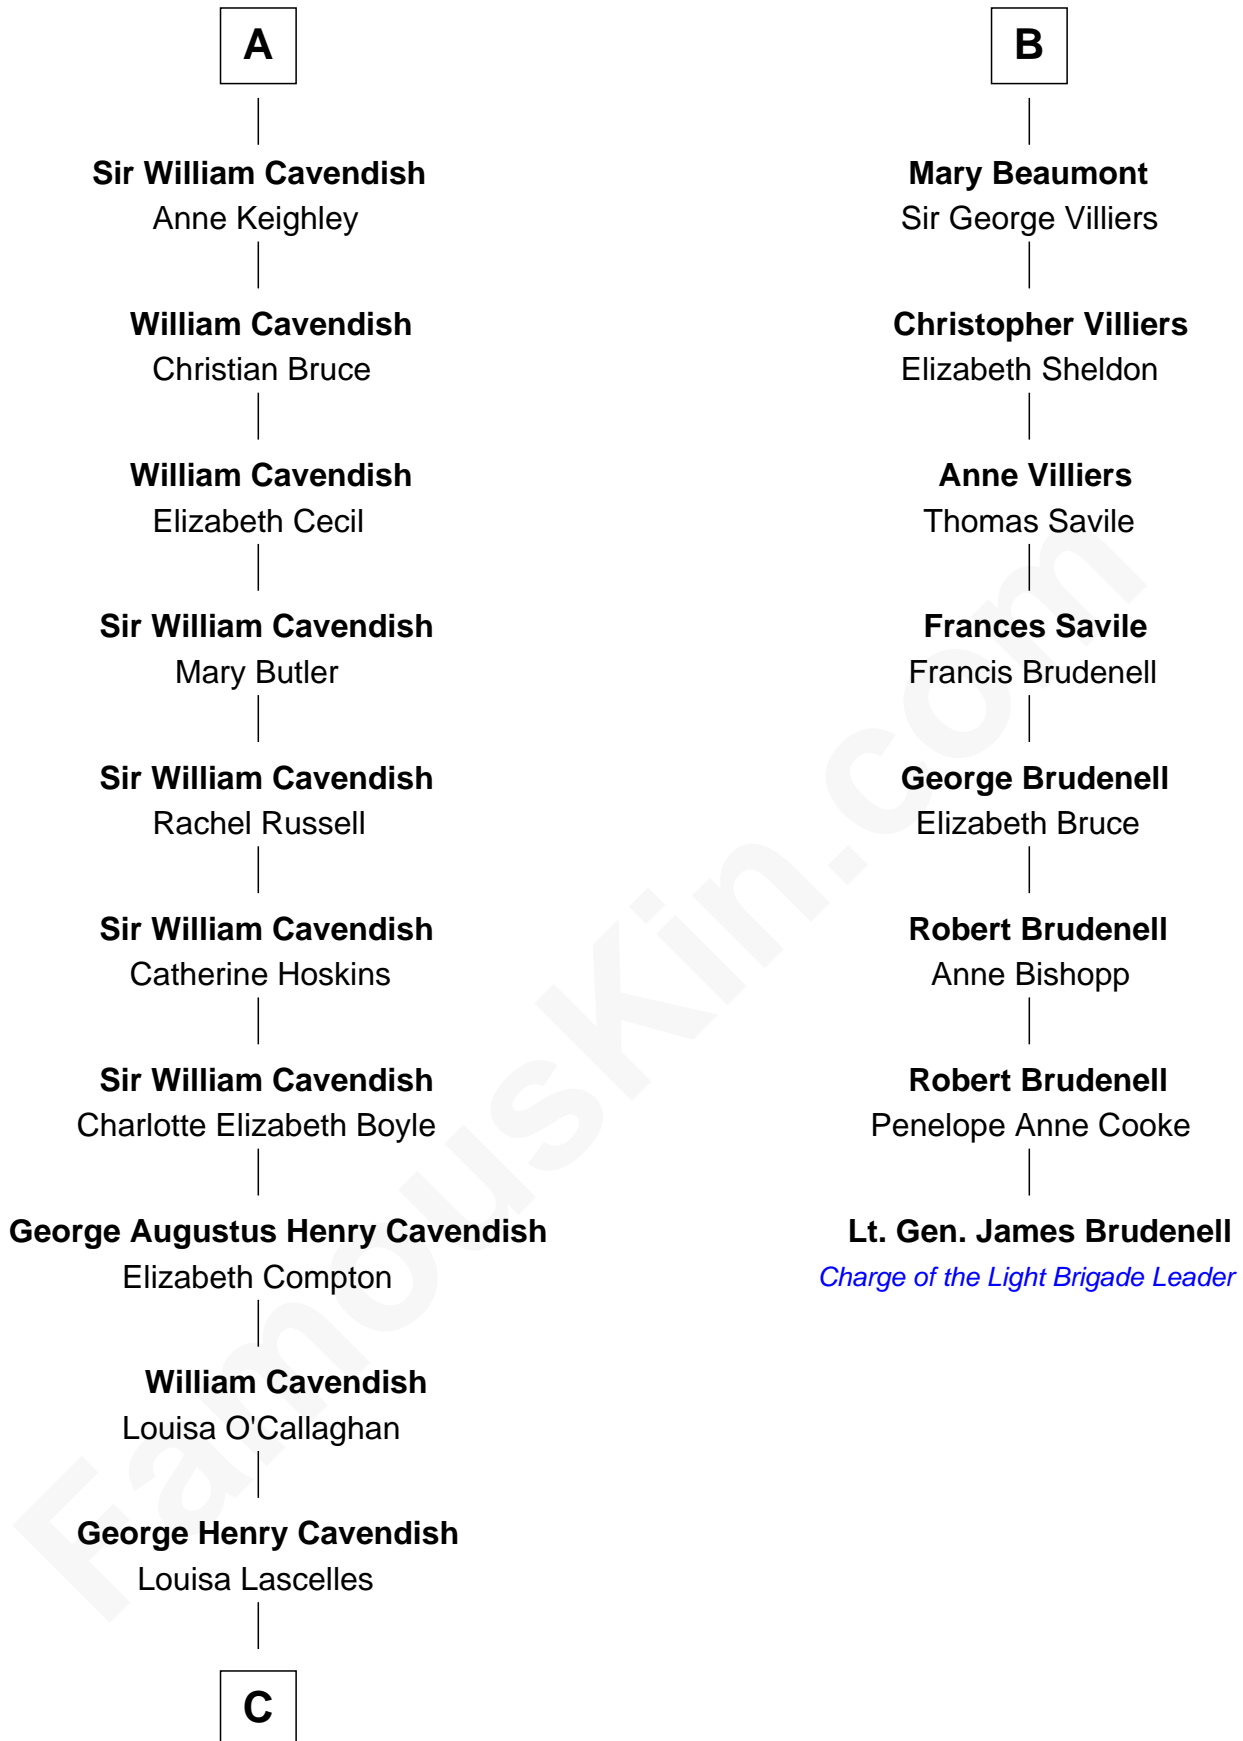 A
Sir William Cavendish
Anne Keighley
William Cavendish
Christian Bruce
William Cavendish
Elizabeth Cecil
Sir William Cavendish
Mary Butler
Sir William Cavendish
Rachel Russell
Sir William Cavendish
Catherine Hoskins
Sir William Cavendish
Charlotte Elizabeth Boyle
George Augustus Henry Cavendish
Elizabeth Compton
William Cavendish
Louisa O'Callaghan
George Henry Cavendish
Louisa Lascelles
C
B
Mary Beaumont
Sir George Villiers
Christopher Villiers
Elizabeth Sheldon
Anne Villiers
Thomas Savile
Frances Savile
Francis Brudenell
George Brudenell
Elizabeth Bruce
Robert Brudenell
Anne Bishopp
Robert Brudenell
Penelope Anne Cooke
Lt. Gen. James Brudenell
Charge of the Light Brigade Leader
FamousKin.com